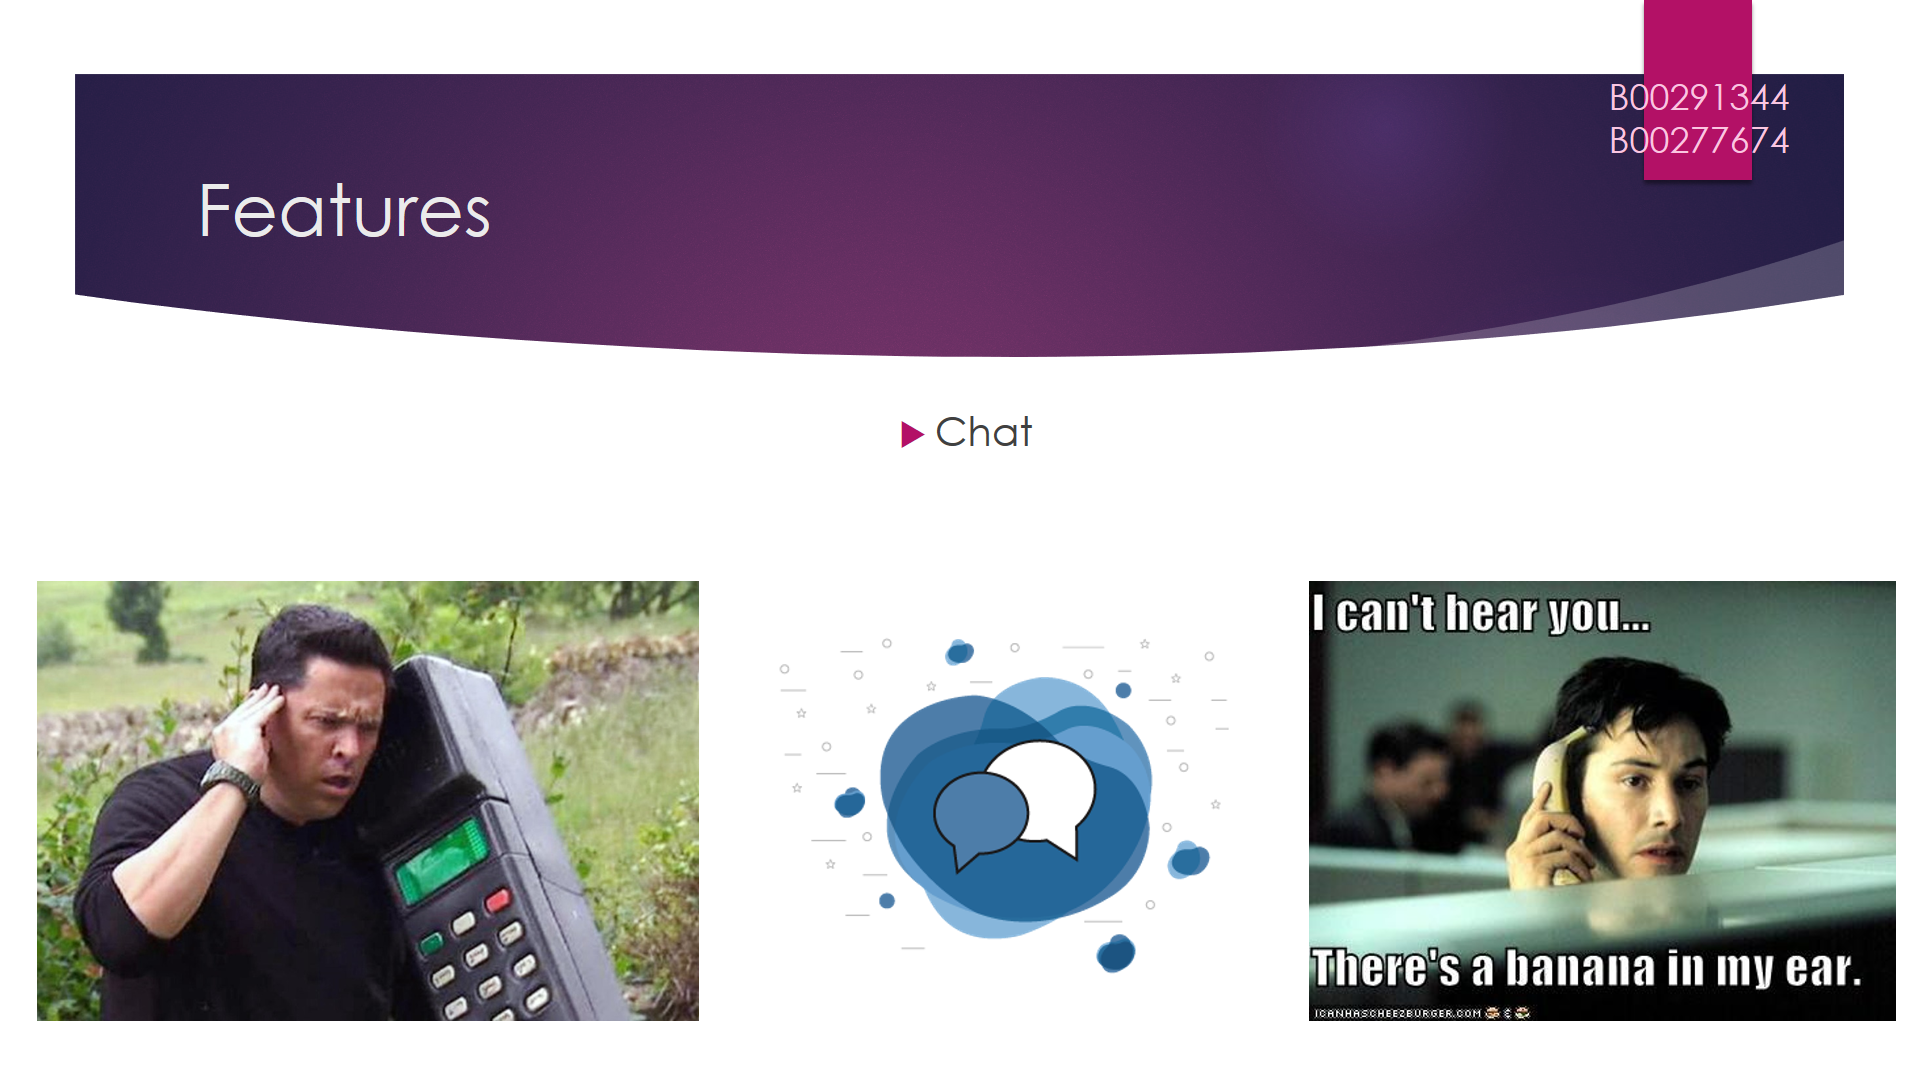 B00291344
B00277674
Features
Chat
I can't hear you...
There's a banana in my ear.
ICANHASCHEEZBURGER.COM